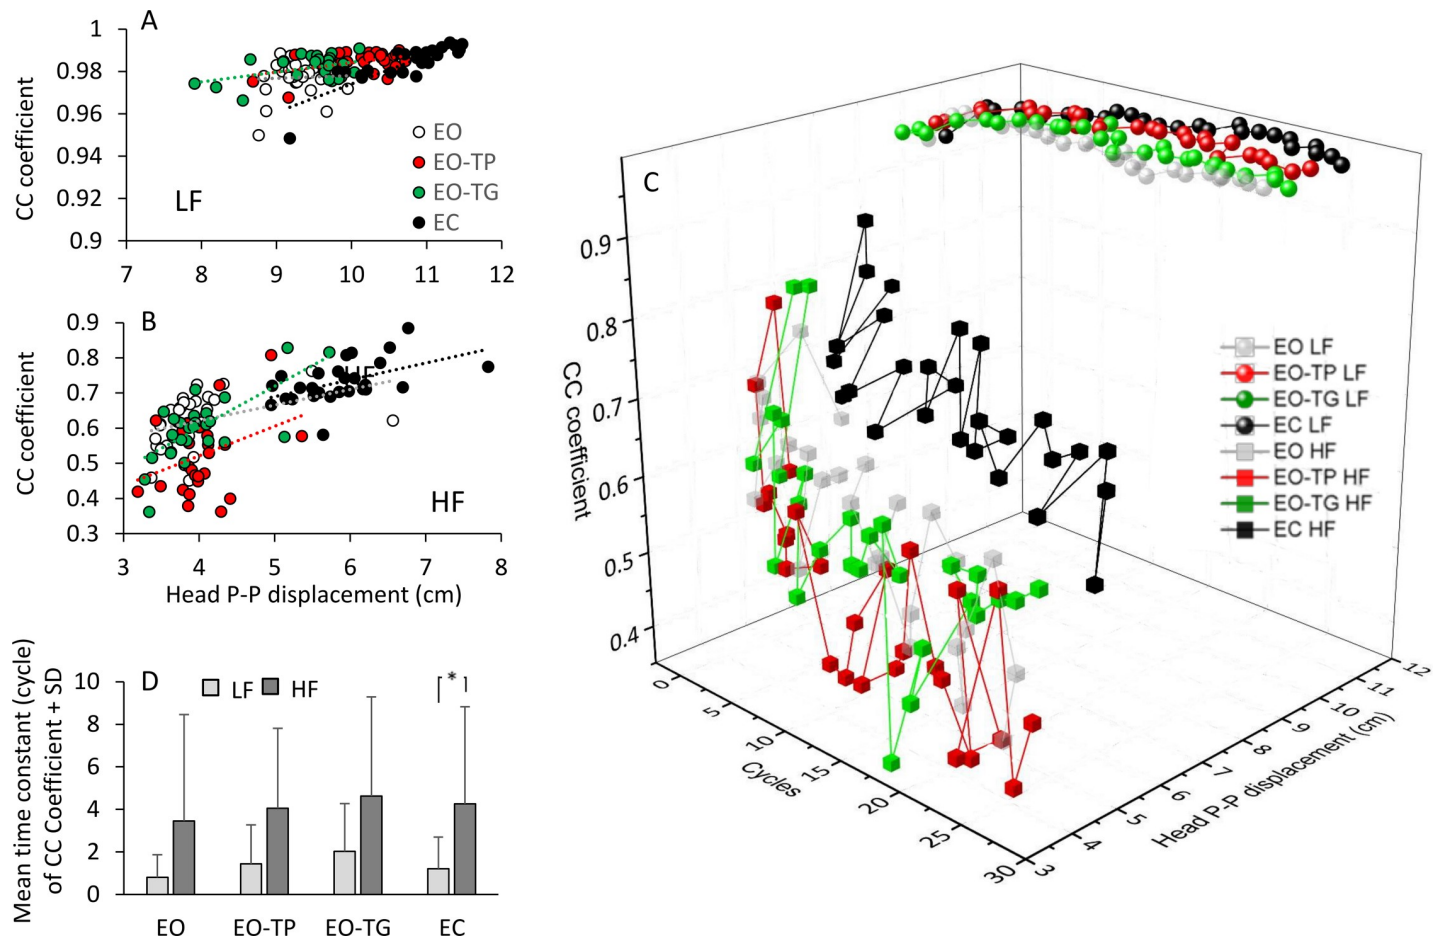 A
1
0.98
0.96
0.94
0.92
0.9
CC coefficient
EO
EO-TP
EO-TG
EC
LF
7 8 9 10 11 12
B
0.9
0.8
0.7
0.6
0.5
0.4
0.3
CC coefficient
HF
HF
3 4 5 6 7 8
Head P-P displacement (cm)
D
LF HF
*
10
8
6
4
2
0
Mean time constant (cycle)
of CC Coefficient + SD
EO EO-TP EO-TG EC
C
0.9
0.8
0.7
0.6
0.5
0.4
CC coefficient
EO LF
EO-TP LF
EO-TG LF
EC LF
EO HF
EO-TP HF
EO-TG HF
EC HF
0 5 10 15 20 25 30
Cycles
3 4 5 6 7 8 9 10 11 12
Head P-P displacement (cm)